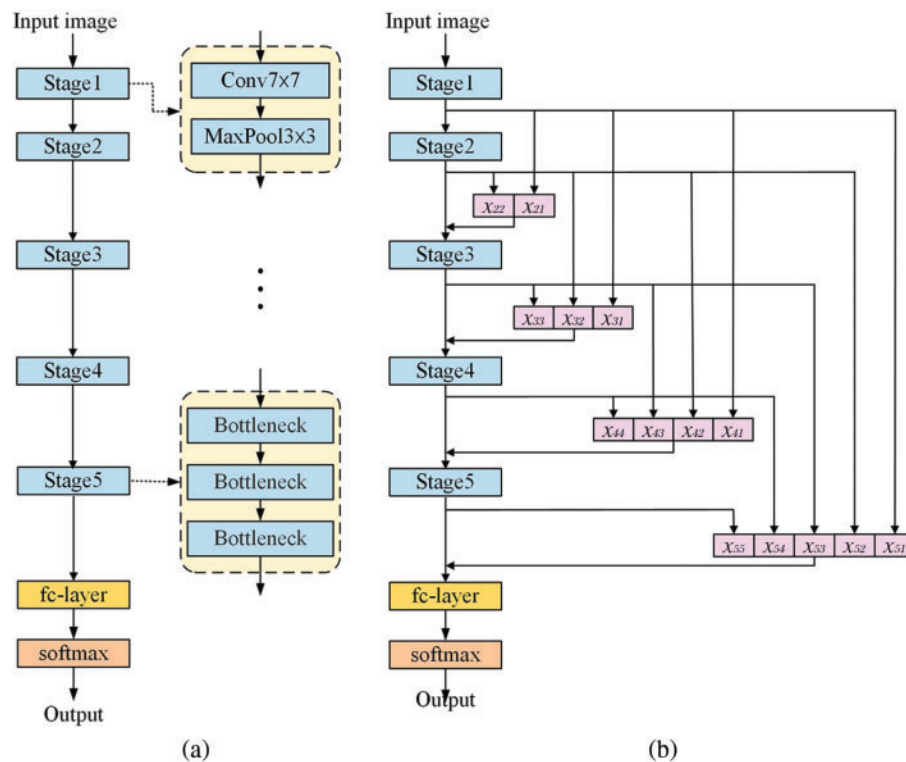 Input image
Stage1
Stage2
Stage3
Stage4
Stage5
fc-layer
softmax
Output
Conv7×7
MaxPool3×3
Bottleneck
Bottleneck
Bottleneck
(a)
Input image
Stage1
Stage2
x22 x21
Stage3
x33 x32 x31
Stage4
x44 x43 x42 x41
Stage5
x55 x54 x53 x52 x51
fc-layer
softmax
Output
(b)